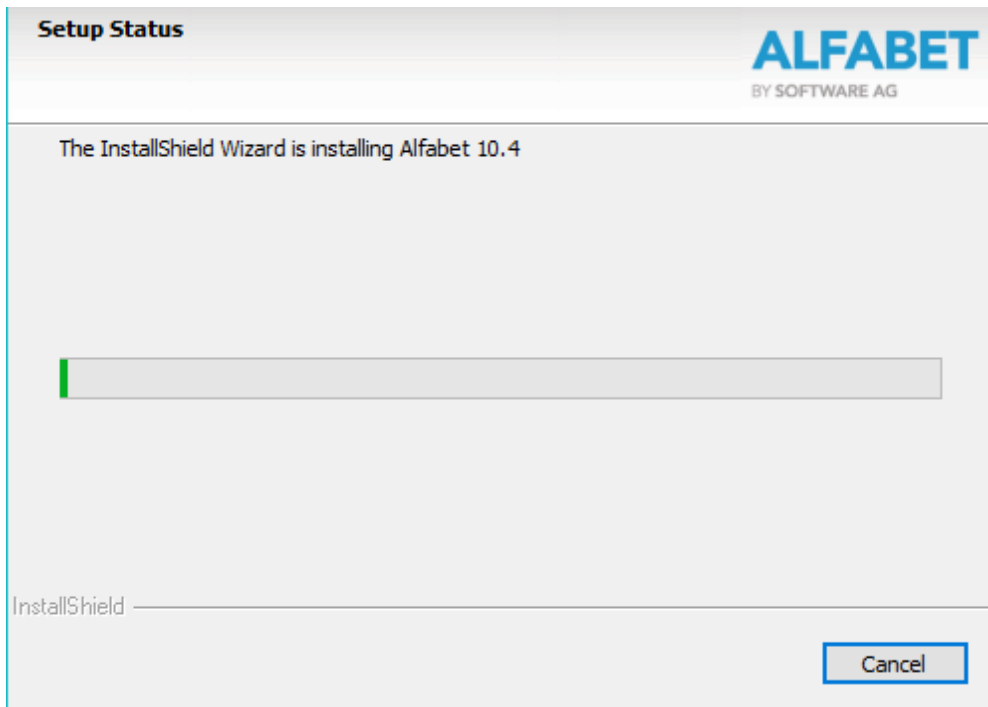 Setup Status
ALFABET
BY SOFTWARE AG
The InstallShield Wizard is installing Alfabet 10.4
InstallShield
Cancel